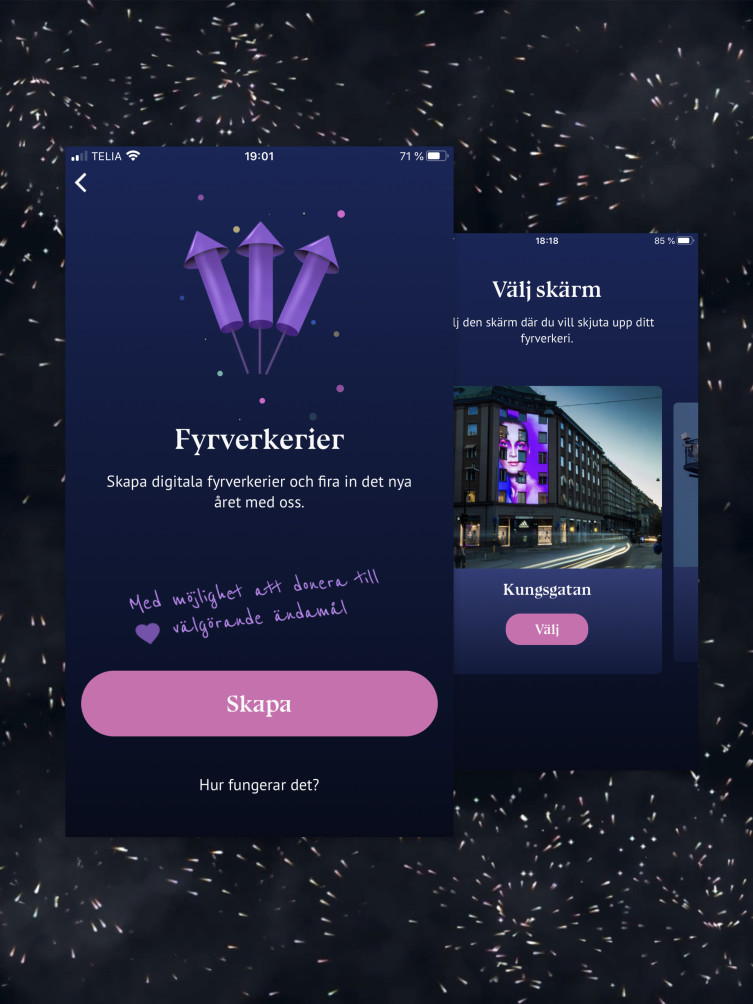 TELIA
19:01
71 %
Fyrverkerier
Skapa digitala fyrverkerier och fira in det nya
året med oss.
Med möjlighet att donera till
välgörande ändamål
Skapa
Hur fungerar det?
18:18
85 %
Välj skärm
lj den skärm där du vill skjuta upp ditt
fyrverkeri.
Kungsgatan
Välj